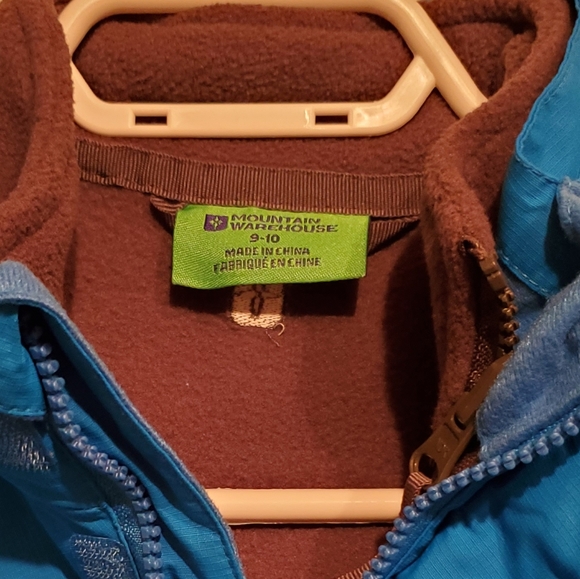 MOUNTAIN
WAREHOUSE
9-10
MADE IN CHINA
FABRIQUÉ EN CHINE